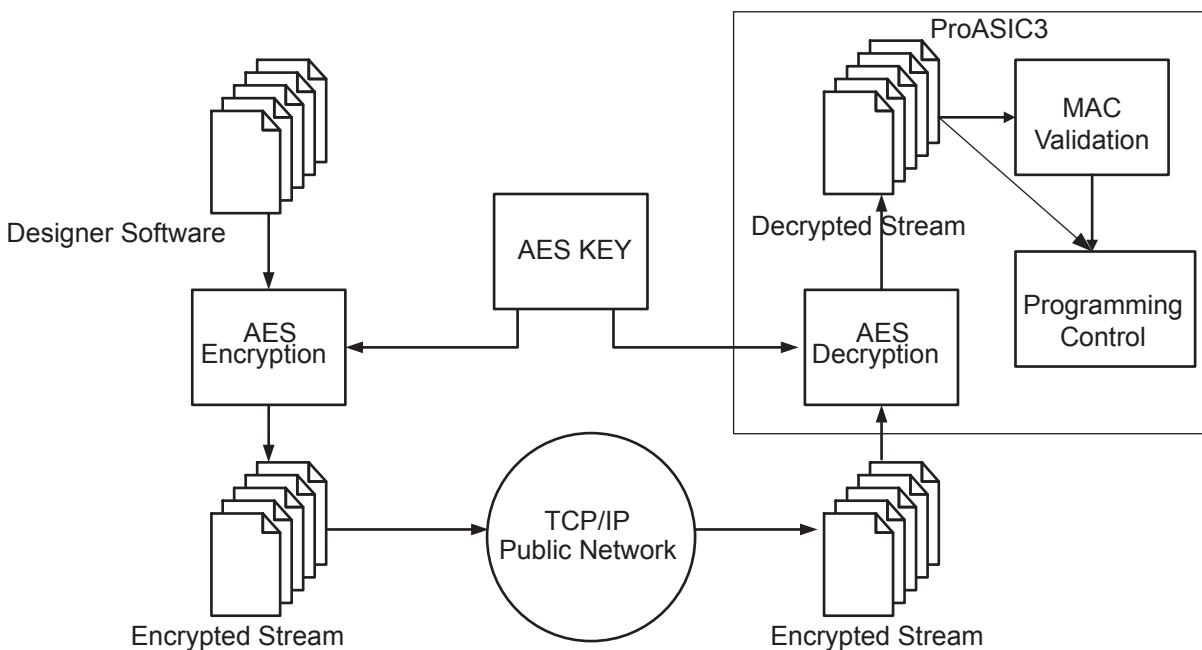 ProASIC3
MAC
Validation
Designer Software
Decrypted Stream
AES KEY
Programming
Control
AES
Encryption
AES
Decryption
TCP/IP
Public Network
Encrypted Stream
Encrypted Stream